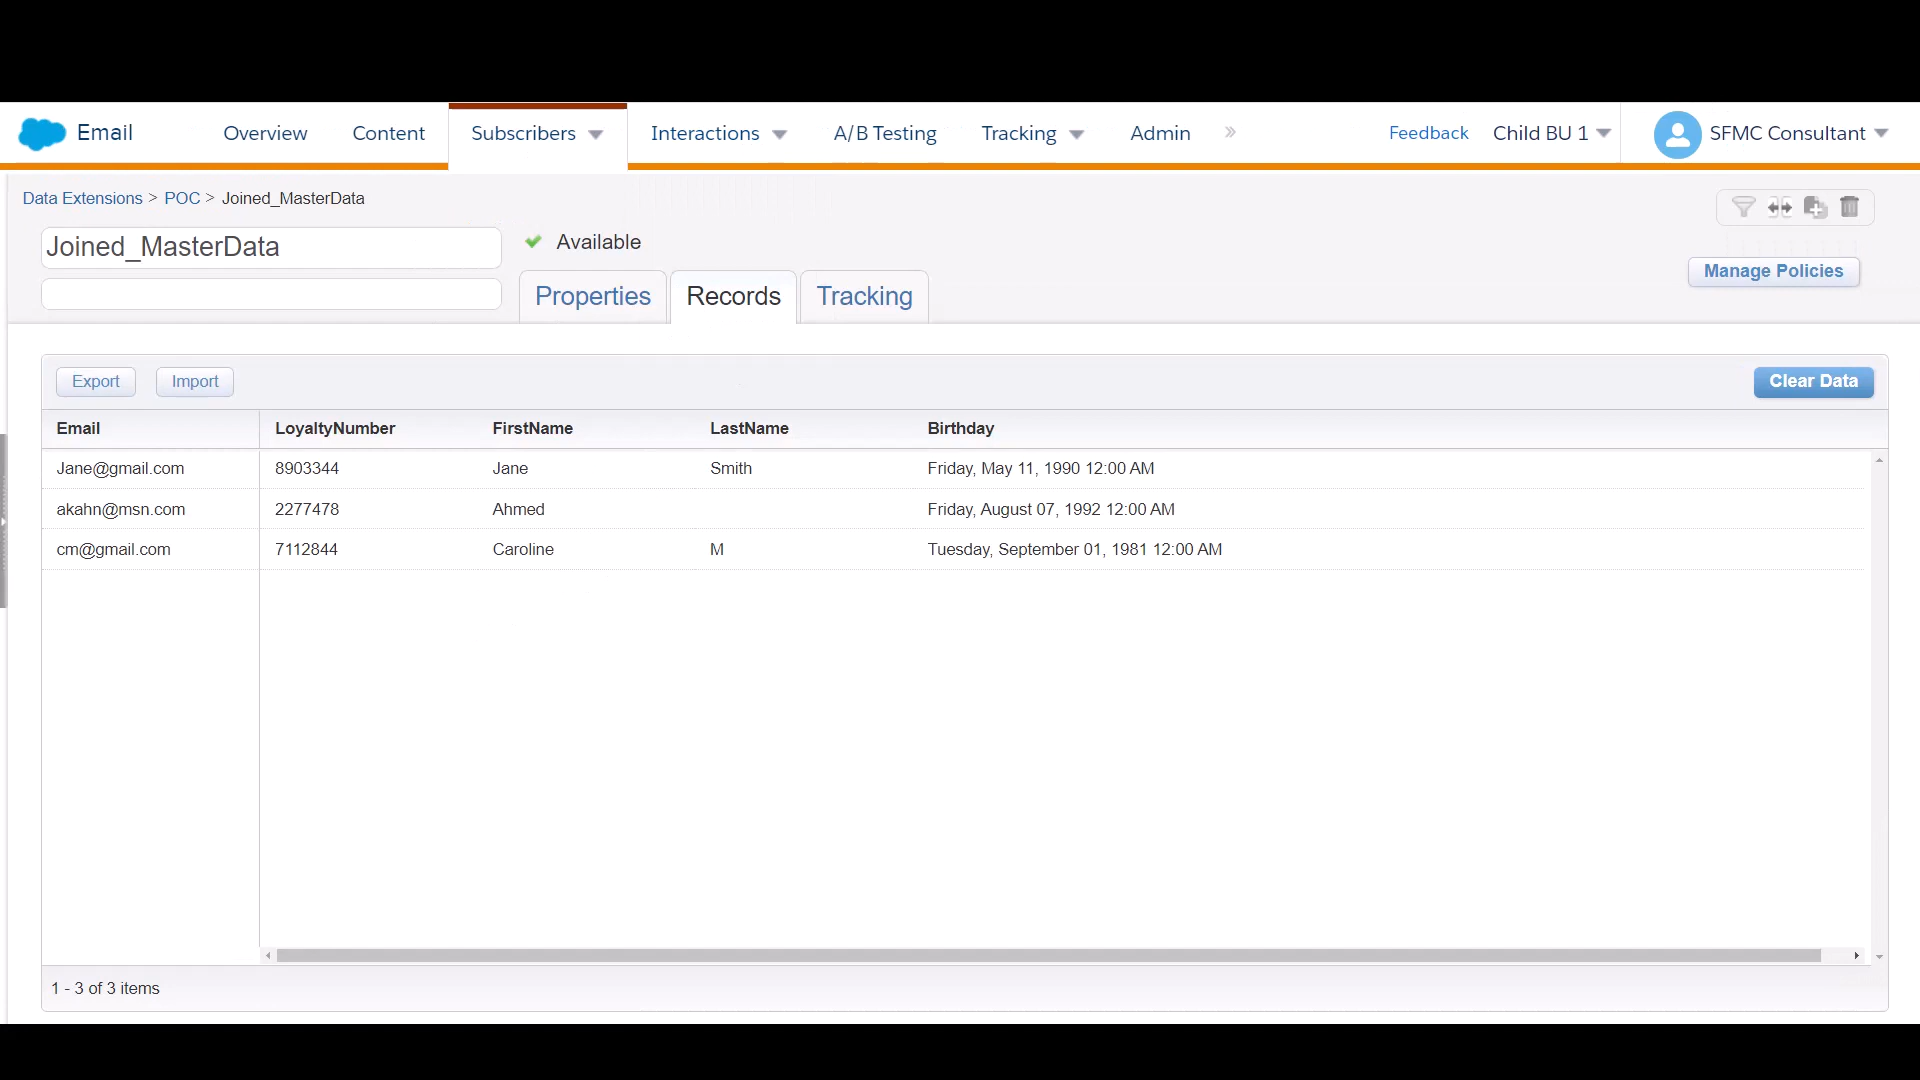 Email Overview Content Subscribers Interactions A/B Testing Tracking Admin » Feedback Child BU 1 SFMC Consultant
Data Extensions > POC > Joined_MasterData
Joined_MasterData Available
Manage Policies
Properties Records Tracking
Export Import Clear Data
Email LoyaltyNumber FirstName LastName Birthday
Jane@gmail.com 8903344 Jane Smith Friday, May 11, 1990 12:00 AM
akahn@msn.com 2277478 Ahmed Friday, August 07, 1992 12:00 AM
cm@gmail.com 7112844 Caroline M Tuesday, September 01, 1981 12:00 AM
1 - 3 of 3 items